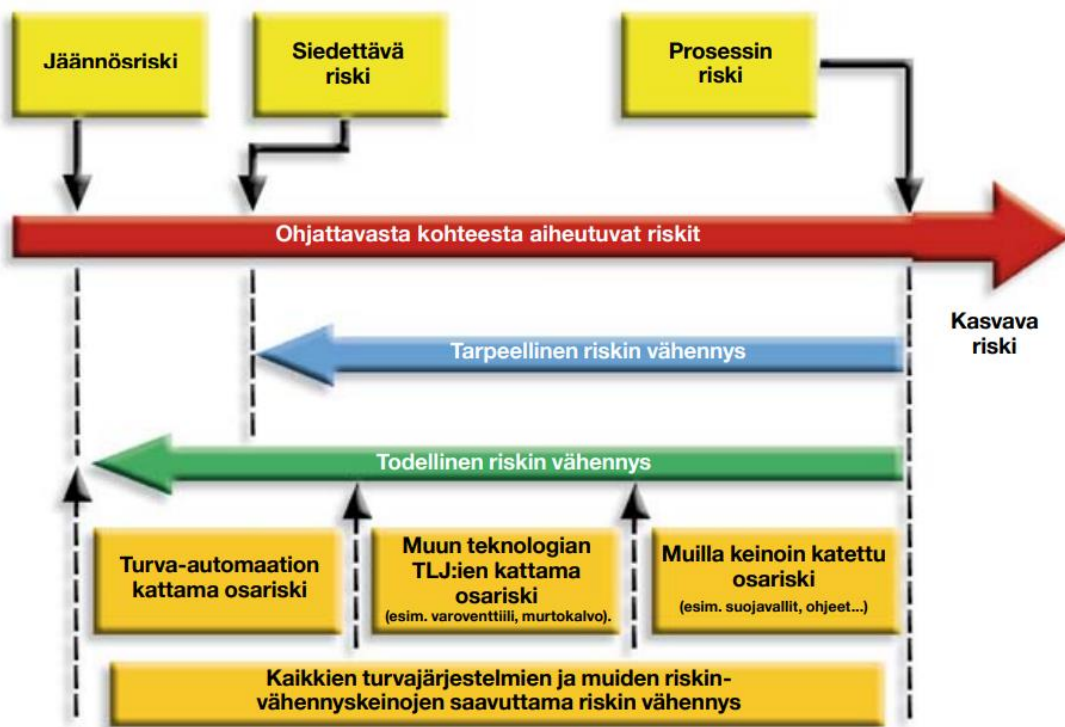 Jäännösriski
Siedettävä
riski
Prosessin
riski
Ohjattavasta kohteesta aiheutuvat riskit
Kasvava
riski
Tarpeellinen riskin vähennys
Todellinen riskin vähennys
Turva-automaation
kattama osariski
Muun teknologian
TLJ:ien kattama
osariski
(esim. varoventtiili, murtokalvo).
Muilla keinoin katettu
osariski
(esim. suojavallit, ohjeet...)
Kaikkien turvajärjestelmien ja muiden riskin-
vähennyskeinojen saavuttama riskin vähennys